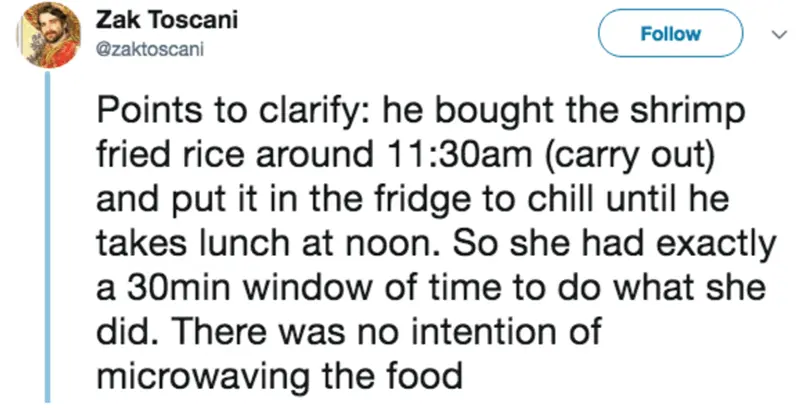 Zak Toscani
@zaktoscani
Follow
Points to clarify: he bought the shrimp
fried rice around 11:30am (carry out)
and put it in the fridge to chill until he
takes lunch at noon. So she had exactly
a 30min window of time to do what she
did. There was no intention of
microwaving the food